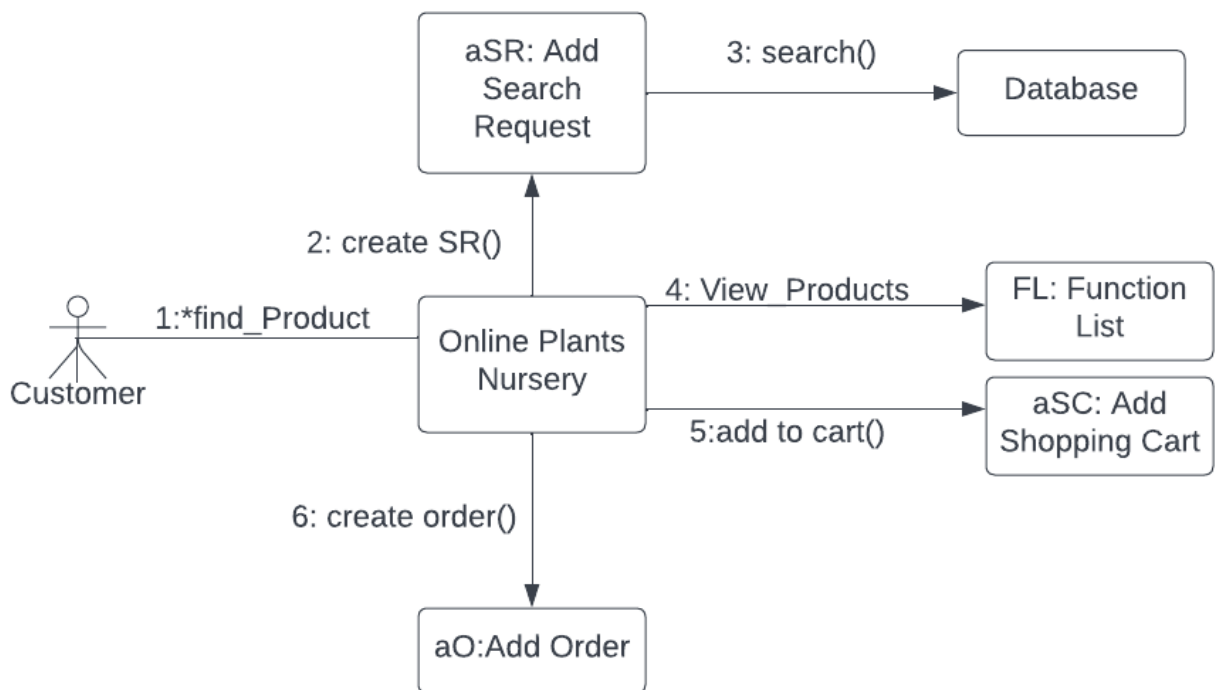 aSR: Add
Search
Request
3: search()
Database
2: create SR()
1:*find_Product
Customer
Online Plants
Nursery
4: View_Products
FL: Function
List
5:add to cart()
aSC: Add
Shopping Cart
6: create order()
aO:Add Order